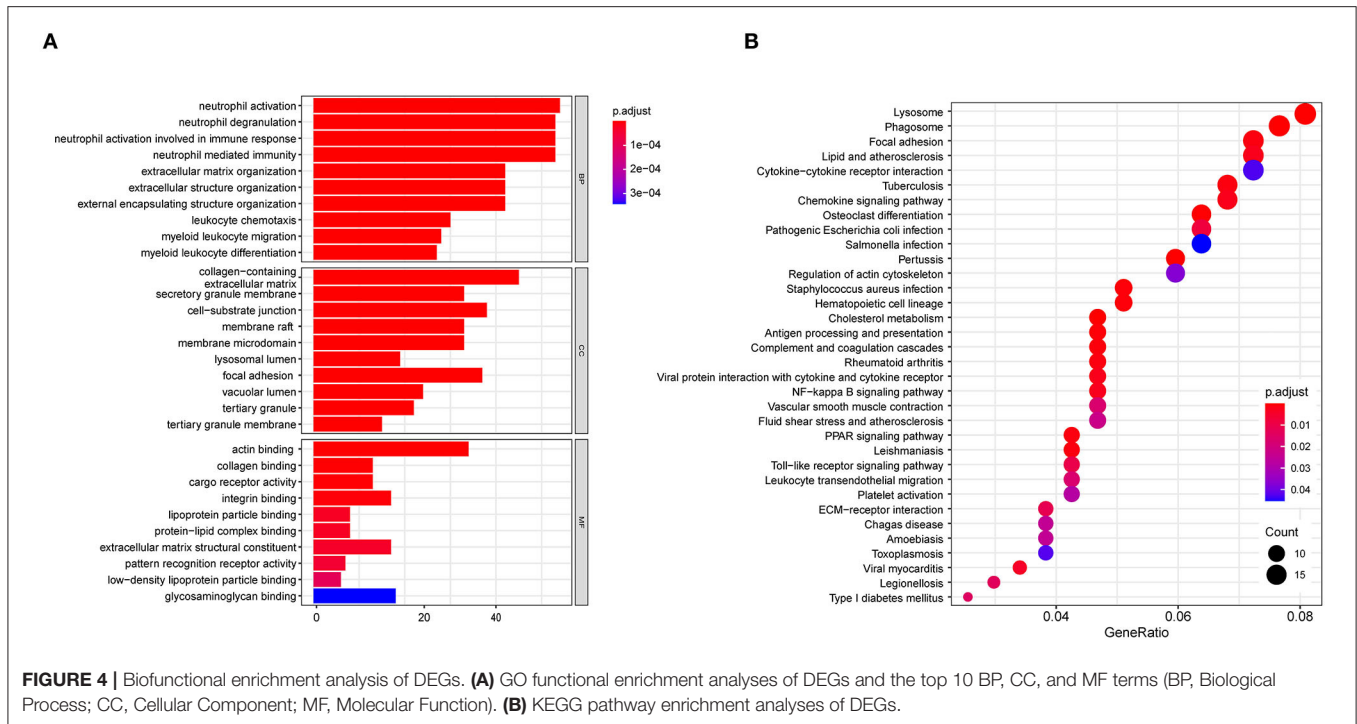 A
neutrophil activation
neutrophil degranulation
neutrophil activation involved in immune response
neutrophil mediated immunity
extracellular matrix organization
extracellular structure organization
external encapsulating structure organization
leukocyte chemotaxis
myeloid leukocyte migration
myeloid leukocyte differentiation
BP
collagen-containing
extracellular matrix
secretory granule membrane
cell-substrate junction
membrane raft
membrane microdomain
lysosomal lumen
focal adhesion
vacuolar lumen
tertiary granule
tertiary granule membrane
CC
actin binding
collagen binding
cargo receptor activity
integrin binding
lipoprotein particle binding
protein-lipid complex binding
extracellular matrix structural constituent
pattern recognition receptor activity
low-density lipoprotein particle binding
glycosaminoglycan binding
MF
0 20 40
p.adjust
1e-04
2e-04
3e-04
B
Lysosome
Phagosome
Focal adhesion
Lipid and atherosclerosis
Cytokine-cytokine receptor interaction
Tuberculosis
Chemokine signaling pathway
Osteoclast differentiation
Pathogenic Escherichia coli infection
Salmonella infection
Pertussis
Regulation of actin cytoskeleton
Staphylococcus aureus infection
Hematopoietic cell lineage
Cholesterol metabolism
Antigen processing and presentation
Complement and coagulation cascades
Rheumatoid arthritis
Viral protein interaction with cytokine and cytokine receptor
NF-kappa B signaling pathway
Vascular smooth muscle contraction
Fluid shear stress and atherosclerosis
PPAR signaling pathway
Leishmaniasis
Toll-like receptor signaling pathway
Leukocyte transendothelial migration
Platelet activation
ECM-receptor interaction
Chagas disease
Amoebiasis
Toxoplasmosis
Viral myocarditis
Legionellosis
Type I diabetes mellitus
0.04 0.06 0.08
GeneRatio
p.adjust
0.01
0.02
0.03
0.04
Count
10
15
FIGURE 4 | Biofunctional enrichment analysis of DEGs. (A) GO functional enrichment analyses of DEGs and the top 10 BP, CC, and MF terms (BP, Biological
Process; CC, Cellular Component; MF, Molecular Function). (B) KEGG pathway enrichment analyses of DEGs.